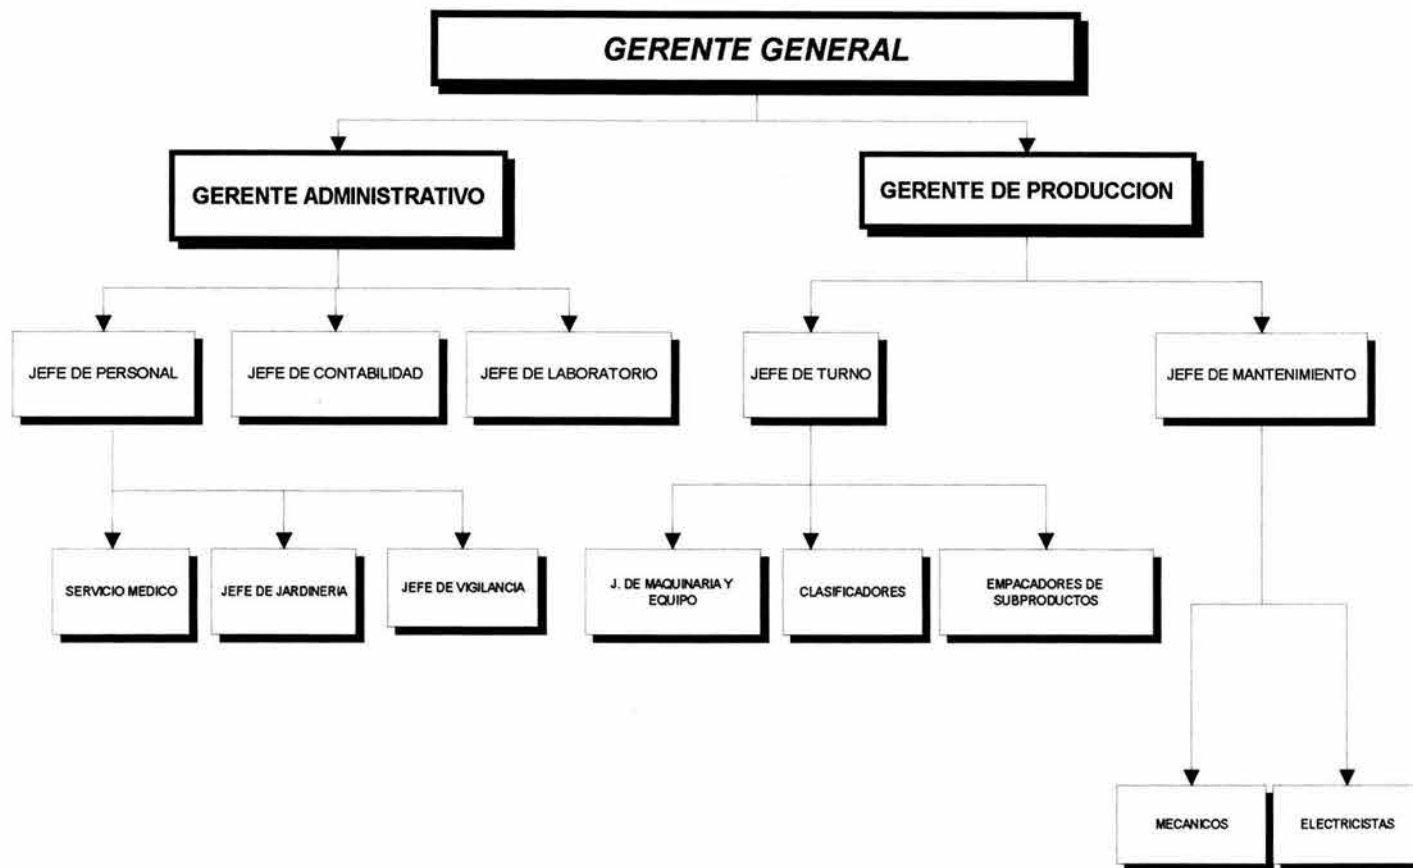 GERENTE GENERAL
GERENTE ADMINISTRATIVO
GERENTE DE PRODUCCION
JEFE DE PERSONAL
JEFE DE CONTABILIDAD
JEFE DE LABORATORIO
JEFE DE TURNO
JEFE DE MANTENIMIENTO
SERVICIO MEDICO
JEFE DE JARDINERIA
JEFE DE VIGILANCIA
J. DE MAQUINARIA Y
EQUIPO
CLASIFICADORES
EMPACADORES DE
SUBPRODUCTOS
MECANICOS
ELECTRICISTAS